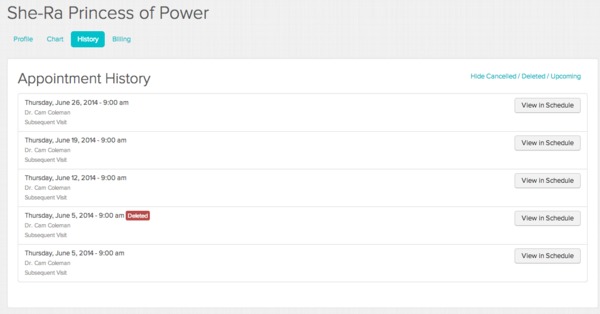 She-Ra Princess of Power
Profile Chart History Billing
Appointment History
Hide Cancelled / Deleted / Upcoming
Thursday, June 26, 2014 - 9:00 am
Dr. Cam Coleman
Subsequent Visit
View in Schedule
Thursday, June 19, 2014 - 9:00 am
Dr. Cam Coleman
Subsequent Visit
View in Schedule
Thursday, June 12, 2014 - 9:00 am
Dr. Cam Coleman
Subsequent Visit
View in Schedule
Thursday, June 5, 2014 - 9:00 am Deleted
Dr. Cam Coleman
Subsequent Visit
View in Schedule
Thursday, June 5, 2014 - 9:00 am
Dr. Cam Coleman
Subsequent Visit
View in Schedule